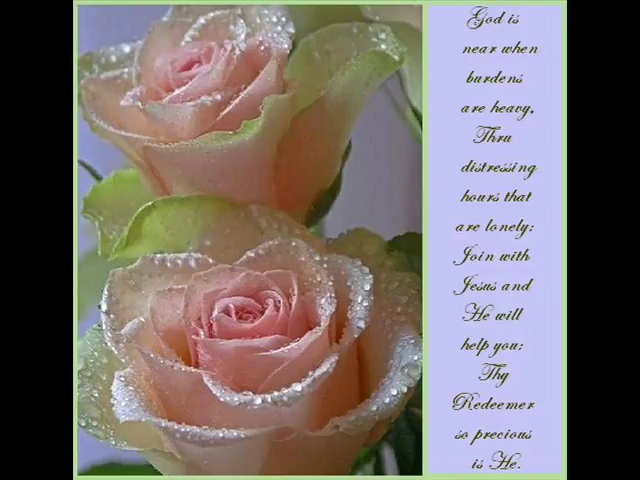 God is
near when
burdens
are heavy.
Thru
distressing
hours that
are lonely:
Join with
Jesus and
He will
help you:
Thy
Redeemer
so precious
is He.